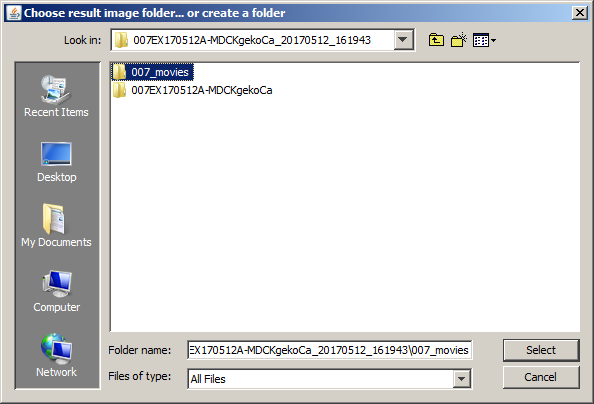 Choose result image folder... or create a folder
Look in: 007EX170512A-MDCKgekoCa_20170512_161943
Recent Items
Desktop
My Documents
Computer
Network
007_movies
007EX170512A-MDCKgekoCa
Folder name: EX170512A-MDCKgekoCa_20170512_161943\007_movies Select
Files of type: All Files Cancel